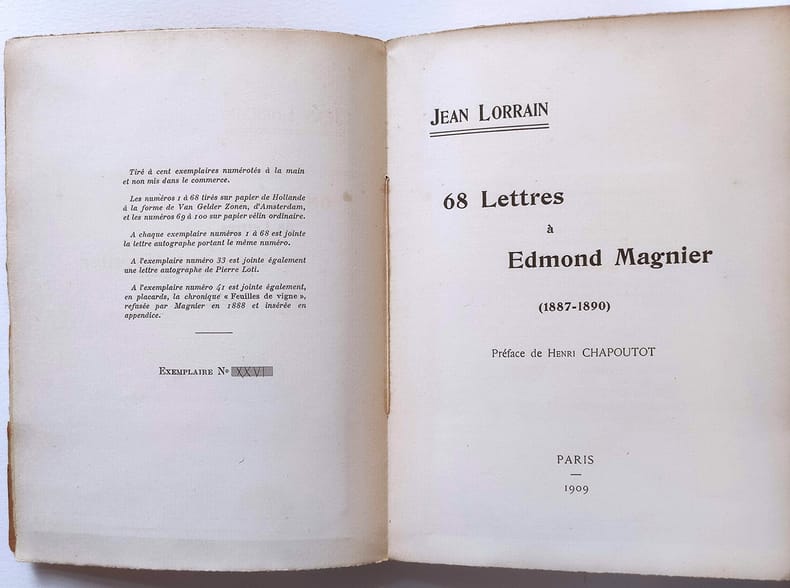 Tiré à cent exemplaires numérotés à la main
et non mis dans le commerce.
Les numéros 1 à 68 tirés sur papier de Hollande
à la forme de Van Gelder Zonen, d'Amsterdam,
et les numéros 69 à 100 sur papier vélin ordinaire.
A chaque exemplaire numéros 1 à 68 est jointe
la lettre autographe portant le même numéro.
A l'exemplaire numéro 33 est jointe également
une lettre autographe de Pierre Loti.
A l'exemplaire numéro 41 est jointe également,
en placards, la chronique « Feuilles de vigne »,
refusée par Magnier en 1888 et insérée en
appendice.
EXEMPLAIRE No XXVI
JEAN LORRAIN
68 Lettres
à
Edmond Magnier
(1887-1890)
Préface de HENRI CHAPOUTOT
PARIS
—
1909